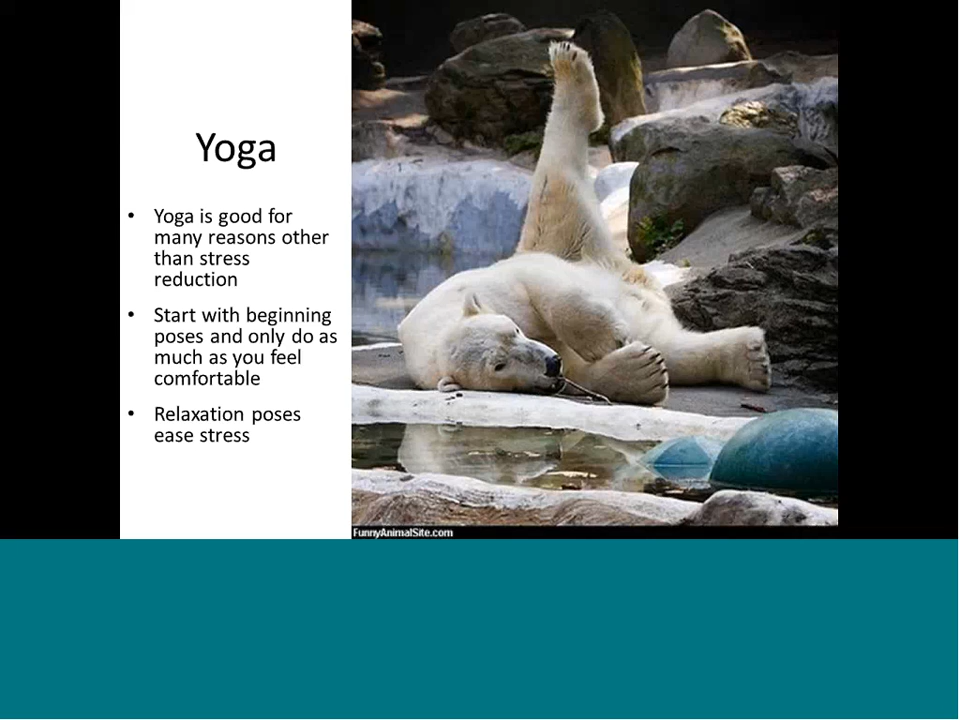 Yoga
• Yoga is good for
many reasons other
than stress
reduction
• Start with beginning
poses and only do as
much as you feel
comfortable
• Relaxation poses
ease stress
FunnyAnimalSite.com